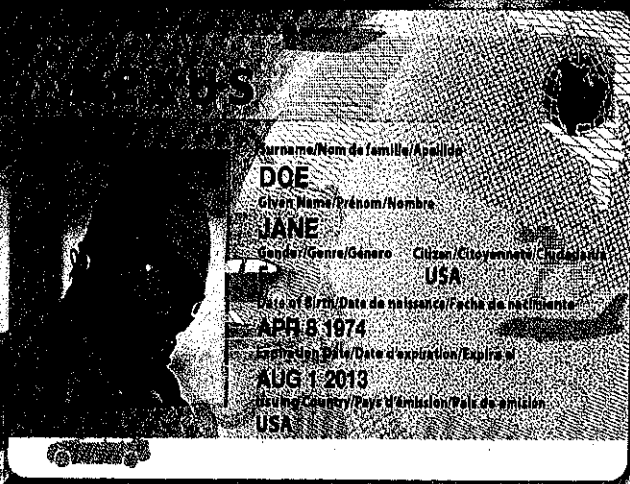 NEXUS
Surname/Nom de famille/Apellido
DOE
Given Name/Prénom/Nombre
JANE
Gender/Genre/Género Citizen/Citoyenneté/Ciudadanía
USA
Date of Birth/Date de naissance/Fecha de nacimiento
APR 8 1974
Expiration Date/Date d'expiration/Expira el
AUG 1 2013
Issuing Country/Pays d'émission/País de emisión
USA